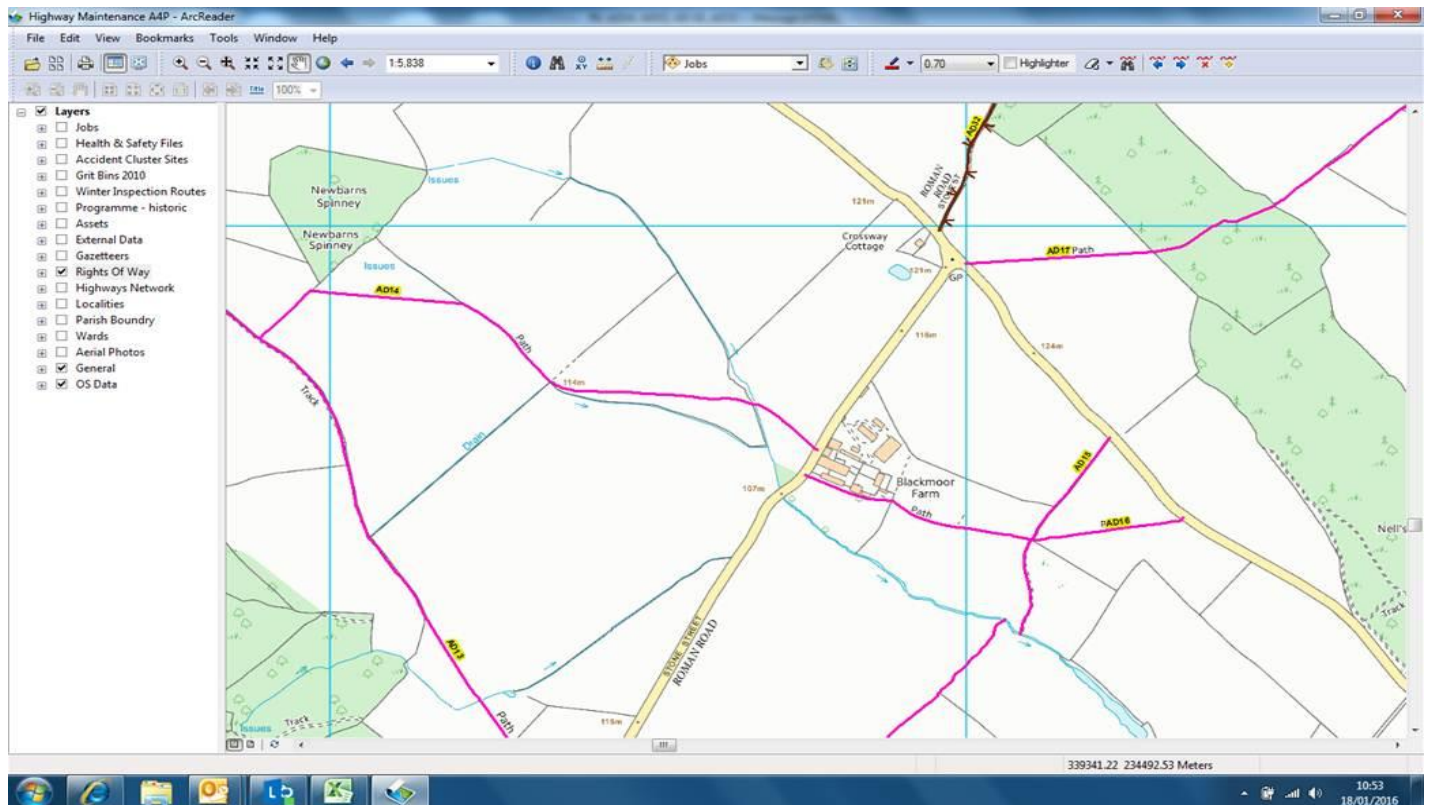 Highway Maintenance A4P - ArcReader
File Edit View Bookmarks Tools Window Help
1:5,838
Jobs
0.70
Highlighter
100%
Layers
Jobs
Health & Safety Files
Accident Cluster Sites
Grit Bins 2010
Winter Inspection Routes
Programme - historic
Assets
External Data
Gazetteers
Rights Of Way
Highways Network
Localities
Parish Boundry
Wards
Aerial Photos
General
OS Data
AD32
ROMAN
ROAD
Issues
Newbarns
Spinney
121m
Newbarns
Spinney
Crossway
Cottage
AD17 Path
Issues
121m
GP
AD14
Path
118m
124m
114m
Track
Drain
AD15
107m
Blackmoor
Farm
Path
AD16
Nell's
Track
AD13
STONE STREET
ROMAN ROAD
Path
115m
Track
Issues
339341.22 234492.53 Meters
10:53
18/01/2016